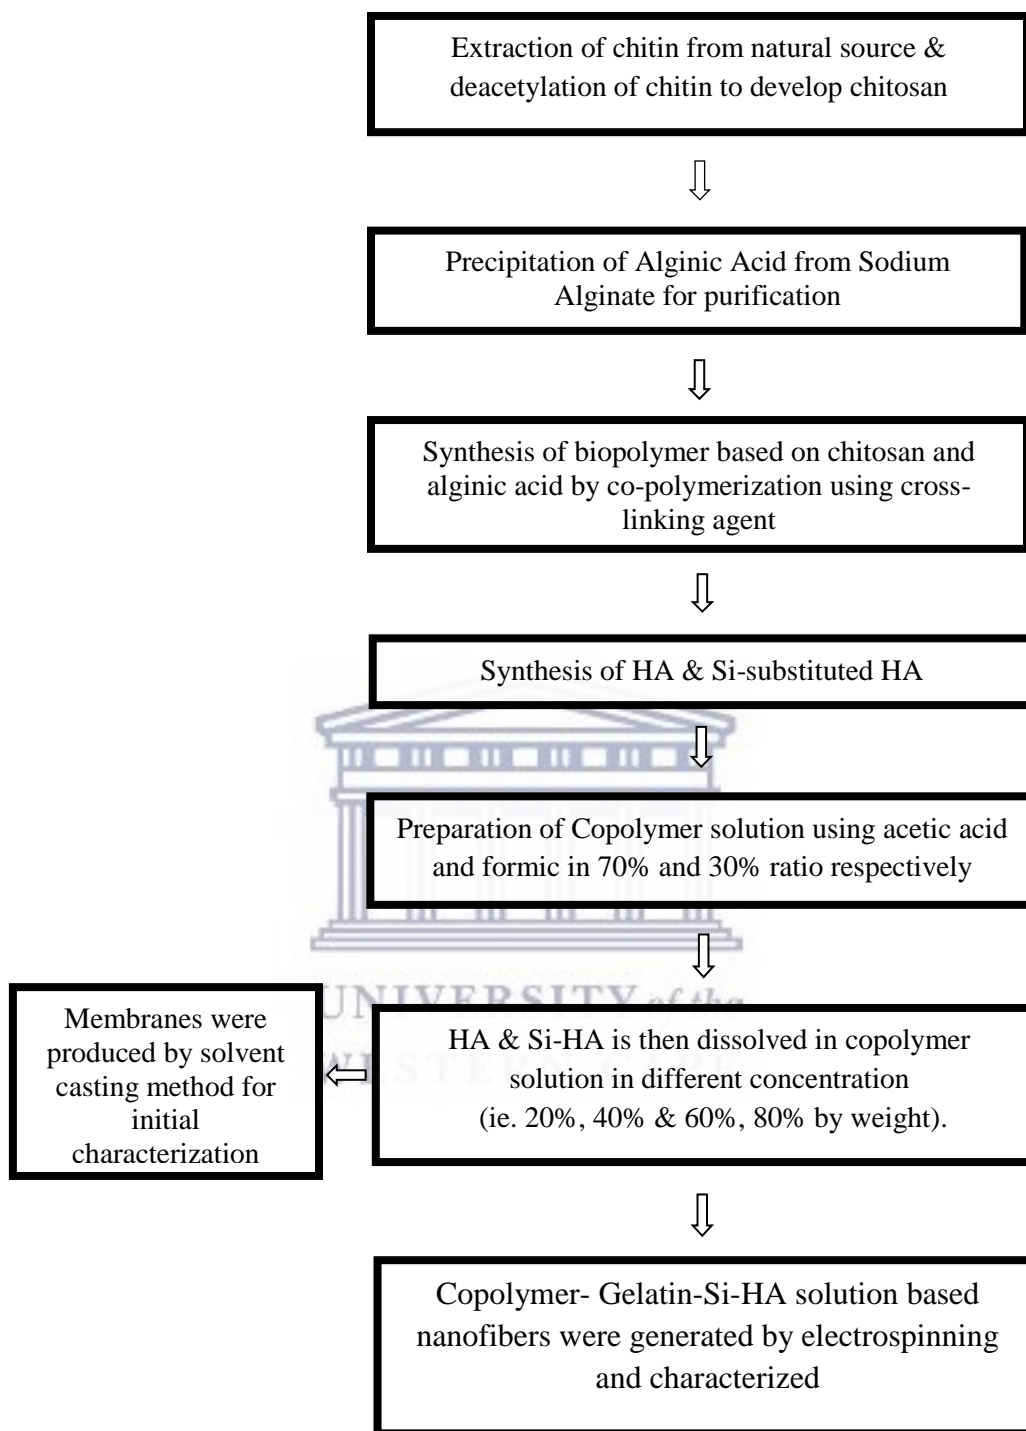 Extraction of chitin from natural source &
deacetylation of chitin to develop chitosan
Precipitation of Alginic Acid from Sodium
Alginate for purification
Synthesis of biopolymer based on chitosan and
alginic acid by co-polymerization using cross-
linking agent
Synthesis of HA & Si-substituted HA
Preparation of Copolymer solution using acetic acid
and formic in 70% and 30% ratio respectively
UNIVERSITY of the
WESTERN CAPE
Membranes were
produced by solvent
casting method for
initial
characterization
HA & Si-HA is then dissolved in copolymer
solution in different concentration
(ie. 20%, 40% & 60%, 80% by weight).
Copolymer- Gelatin-Si-HA solution based
nanofibers were generated by electrospinning
and characterized